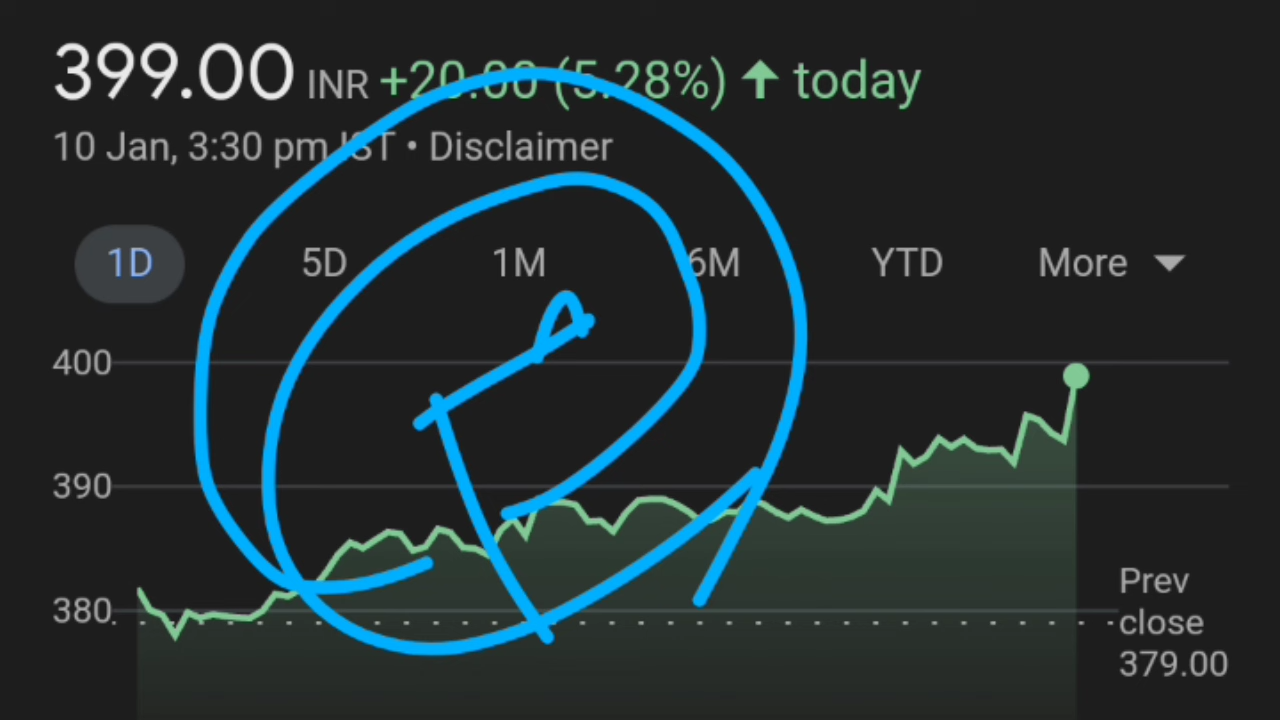 399.00 INR +20.00 (5.28%) ↑ today
10 Jan, 3:30 pm IST • Disclaimer
1D 5D 1M 6M YTD More
400
390
380
Prev
close
379.00